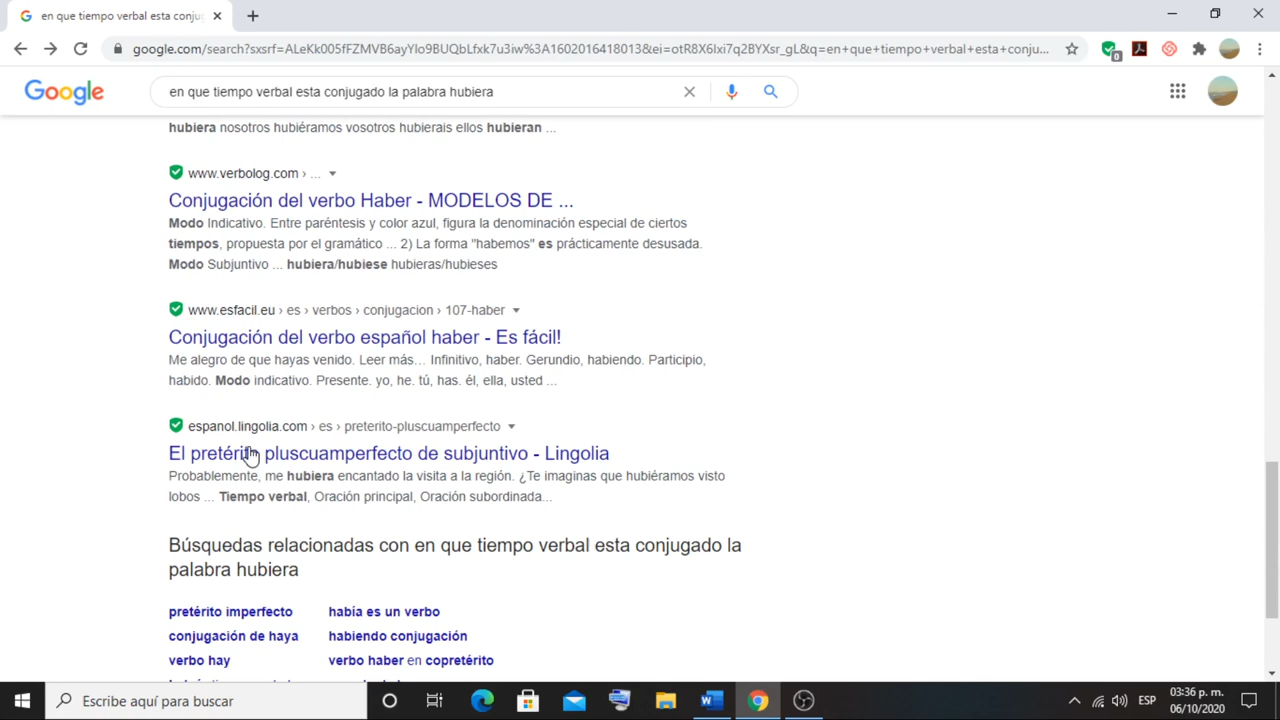 en que tiempo verbal esta conju
google.com/search?sxsrf=ALeKk005fFZMVB6ayYlo9BUQbLfxk7u3iw%3A1602016418013&ei=otR8X6Ixi7q2BYXsr_gL&q=en+que+tiempo+verbal+esta+conju...
0
Google
en que tiempo verbal esta conjugado la palabra hubiera
hubiera nosotros hubiéramos vosotros hubierais ellos hubieran ...
www.verbolog.com › ...
Conjugación del verbo Haber - MODELOS DE ...
Modo Indicativo. Entre paréntesis y color azul, figura la denominación especial de ciertos
tiempos, propuesta por el gramático ... 2) La forma "habemos" es prácticamente desusada.
Modo Subjuntivo ... hubiera/hubiese hubieras/hubieses
www.esfacil.eu › es › verbos › conjugacion › 107-haber
Conjugación del verbo español haber - Es fácil!
Me alegro de que hayas venido. Leer más... Infinitivo, haber. Gerundio, habiendo. Participio,
habido. Modo indicativo. Presente. yo, he. tú, has. él, ella, usted ...
espanol.lingolia.com › es › preterito-pluscuamperfecto
El pretérito pluscuamperfecto de subjuntivo - Lingolia
Probablemente, me hubiera encantado la visita a la región. ¿Te imaginas que hubiéramos visto
lobos ... Tiempo verbal, Oración principal, Oración subordinada...
Búsquedas relacionadas con en que tiempo verbal esta conjugado la
palabra hubiera
pretérito imperfecto había es un verbo
conjugación de haya habiendo conjugación
verbo hay verbo haber en copretérito
Escribe aquí para buscar
ESP
03:36 p. m.
06/10/2020